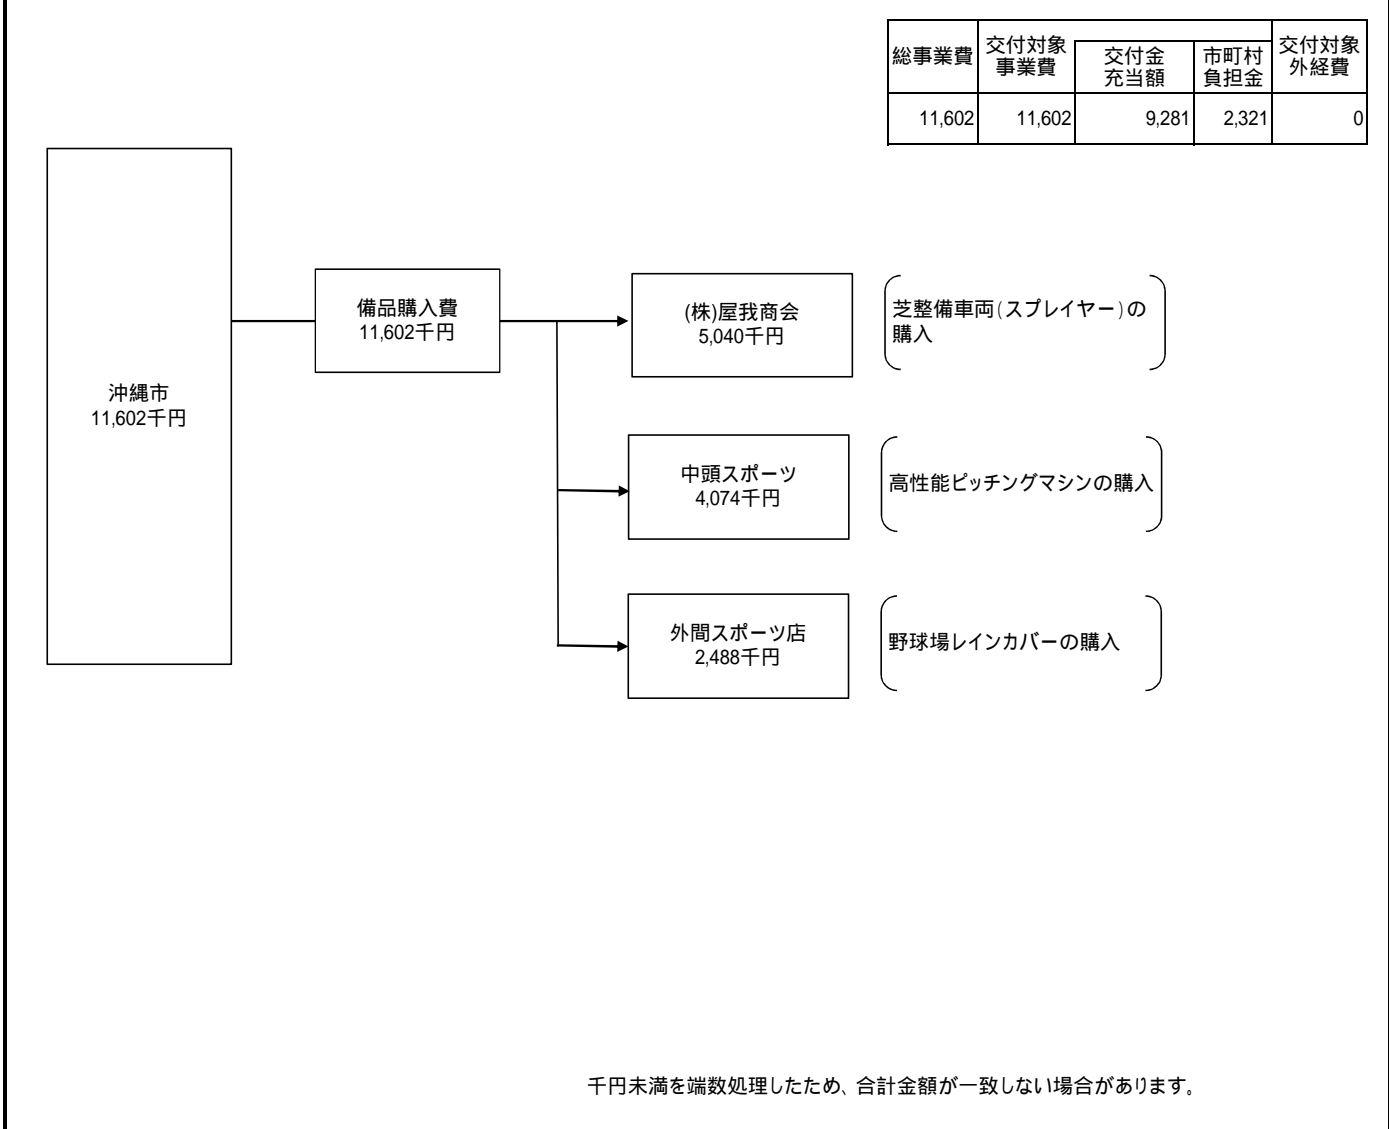 総事業費 交付対象事業費 交付金充当額 市町村負担金 交付対象外経費
11,602 11,602 9,281 2,321 0
沖縄市
11,602千円
備品購入費
11,602千円
(株)屋我商会
5,040千円
芝整備車両(スプレイヤー)の
購入
中頭スポーツ
4,074千円
高性能ピッチングマシンの購入
外間スポーツ店
2,488千円
野球場レインカバーの購入
千円未満を端数処理したため、合計金額が一致しない場合があります。